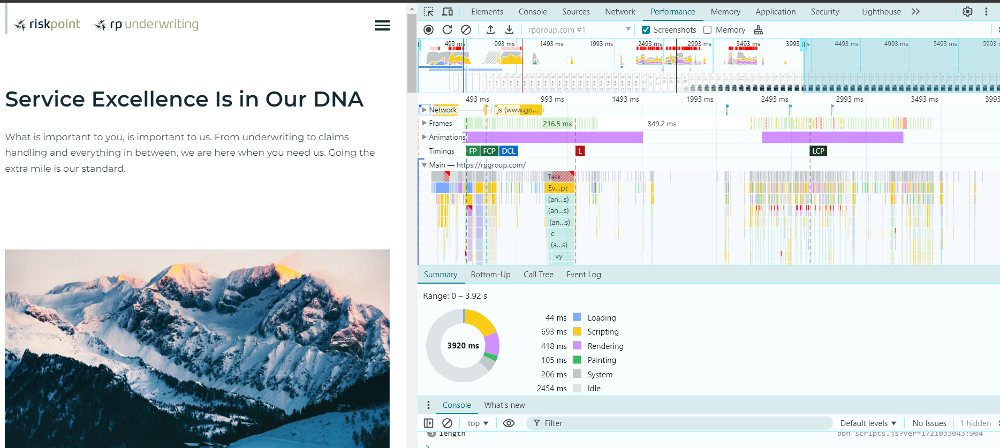 riskpoint rp underwriting
Service Excellence Is in Our DNA
What is important to you, is important to us. From underwriting to claims
handling and everything in between, we are here when you need us. Going the
extra mile is our standard.
Elements Console Sources Network Performance Memory Application Security Lighthouse
rpgroup.com #1 Screenshots Memory
493 ms 993 ms 1493 ms 1993 ms 2493 ms 2993 ms 3493 ms 3993 s 4493 ms 4993 ms 5493 ms 5993
493 ms 993 ms 1493 ms 1993 ms 2493 ms 2993 ms 3493 ms 3993
Network js (www.go...
Frames 216.5 ms 849.2 ms
Animations
Timings FP FCP DCL L LCP
Main — https://rpgroup.com/
Task
Ev...pt
(an...s)
(an...s)
(an...s)
c
(a...s)
vy
Summary Bottom-Up Call Tree Event Log
Range: 0 – 3.92 s
3920 ms
44 ms Loading
693 ms Scripting
418 ms Rendering
105 ms Painting
206 ms System
2454 ms Idle
Console What's new
top Filter Default levels No Issues 1 hidden
3 length bbh_scripts.js?ver=1721033043:904